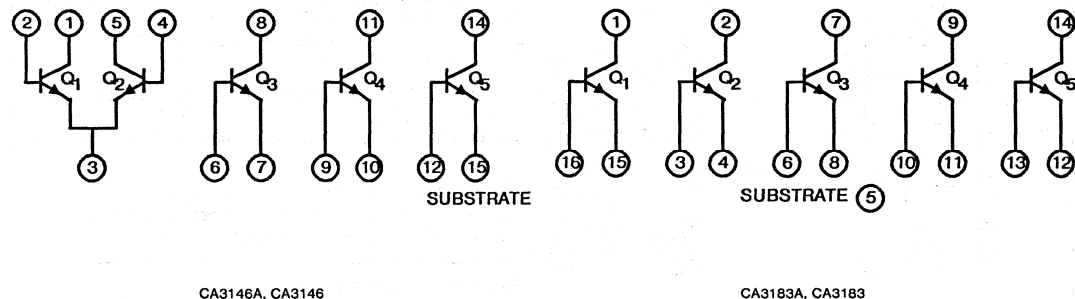 2 1 5 4 8 11 14 1 2 7 9 14
Q1 Q2 Q3 Q4 Q5 Q1 Q2 Q3 Q4 Q5
3 6 7 9 10 12 15 16 15 3 4 6 8 10 11 13 12
SUBSTRATE SUBSTRATE 5
CA3146A, CA3146 CA3183A, CA3183